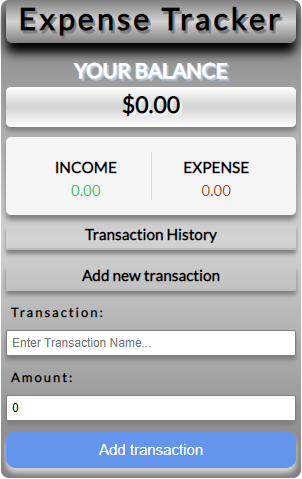 Expense Tracker
YOUR BALANCE
$0.00
INCOME EXPENSE
0.00 0.00
Transaction History
Add new transaction
Transaction:
Enter Transaction Name...
Amount:
0
Add transaction